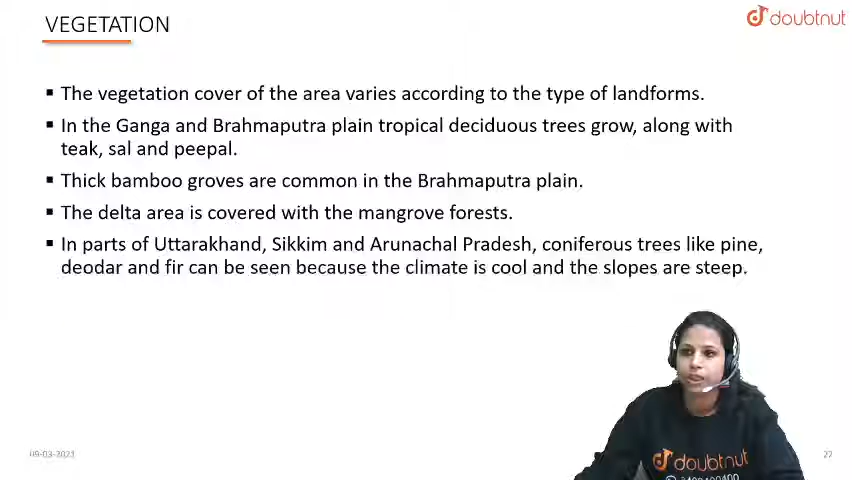 VEGETATION
doubtnut
▪ The vegetation cover of the area varies according to the type of landforms.
▪ In the Ganga and Brahmaputra plain tropical deciduous trees grow, along with
teak, sal and peepal.
▪ Thick bamboo groves are common in the Brahmaputra plain.
▪ The delta area is covered with the mangrove forests.
▪ In parts of Uttarakhand, Sikkim and Arunachal Pradesh, coniferous trees like pine,
deodar and fir can be seen because the climate is cool and the slopes are steep.
09-03-2023
27
doubtnut